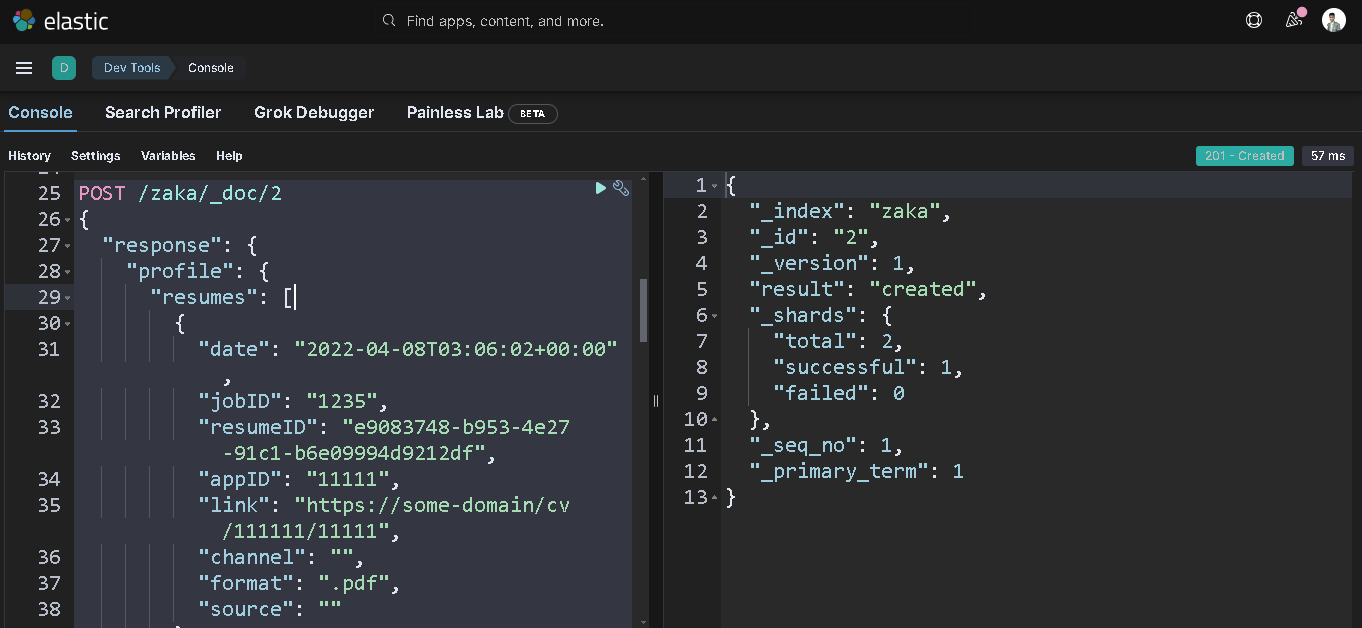 elastic
Find apps, content, and more.
D
Dev Tools
Console
Console
Search Profiler
Grok Debugger
Painless Lab
BETA
History
Settings
Variables
Help
201 - Created
57 ms
25 POST /zaka/_doc/2
26 {
27 "response": {
28 "profile": {
29 "resumes": [
30 {
31 "date": "2022-04-08T03:06:02+00:00"
,
32 "jobID": "1235",
33 "resumeID": "e9083748-b953-4e27
-91c1-b6e09994d9212df",
34 "appID": "11111",
35 "link": "https://some-domain/cv
/111111/11111",
36 "channel": "",
37 "format": ".pdf",
38 "source": ""
1 {
2 "_index": "zaka",
3 "_id": "2",
4 "_version": 1,
5 "result": "created",
6 "_shards": {
7 "total": 2,
8 "successful": 1,
9 "failed": 0
10 },
11 "_seq_no": 1,
12 "_primary_term": 1
13 }